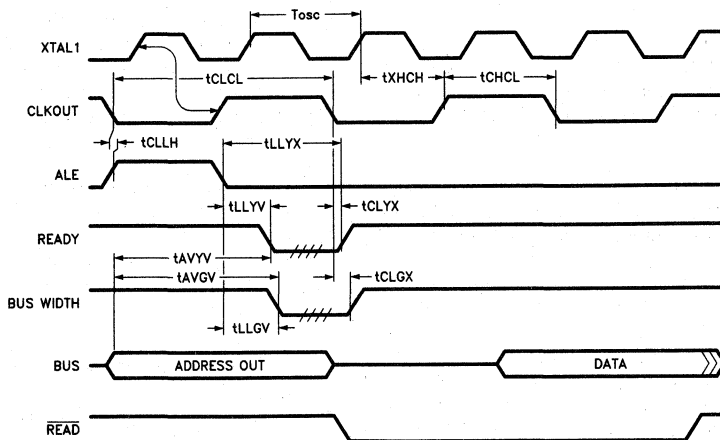 Tosc
XTAL1
tCLCL
tXHCH
tCHCL
CLKOUT
tCLLH
tLLYX
ALE
tLLYV
tCLYX
READY
tAVYV
tAVGV
tCLGX
BUS WIDTH
tLLGV
BUS
ADDRESS OUT
DATA
READ